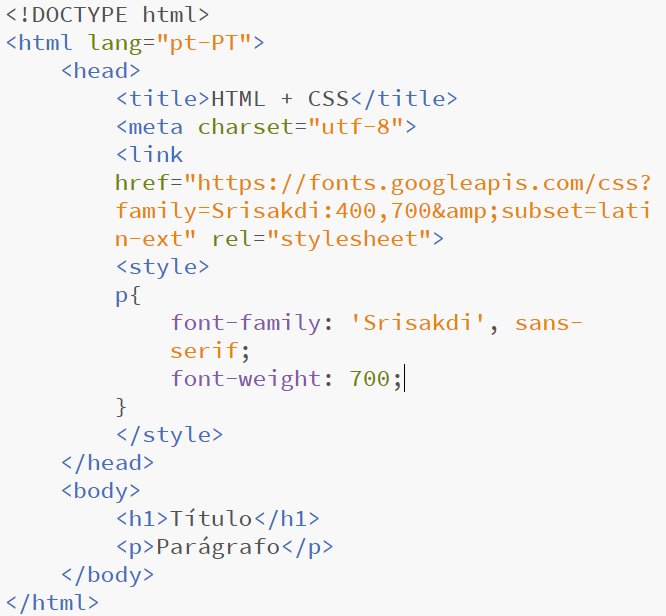 <!DOCTYPE html>
<html lang="pt-PT">
<head>
<title>HTML + CSS</title>
<meta charset="utf-8">
<link
href="https://fonts.googleapis.com/css?
family=Srisakdi:400,700&amp;subset=lati
n-ext" rel="stylesheet">
<style>
p{
font-family: 'Srisakdi', sans-
serif;
font-weight: 700;
}
</style>
</head>
<body>
<h1>Título</h1>
<p>Parágrafo</p>
</body>
</html>